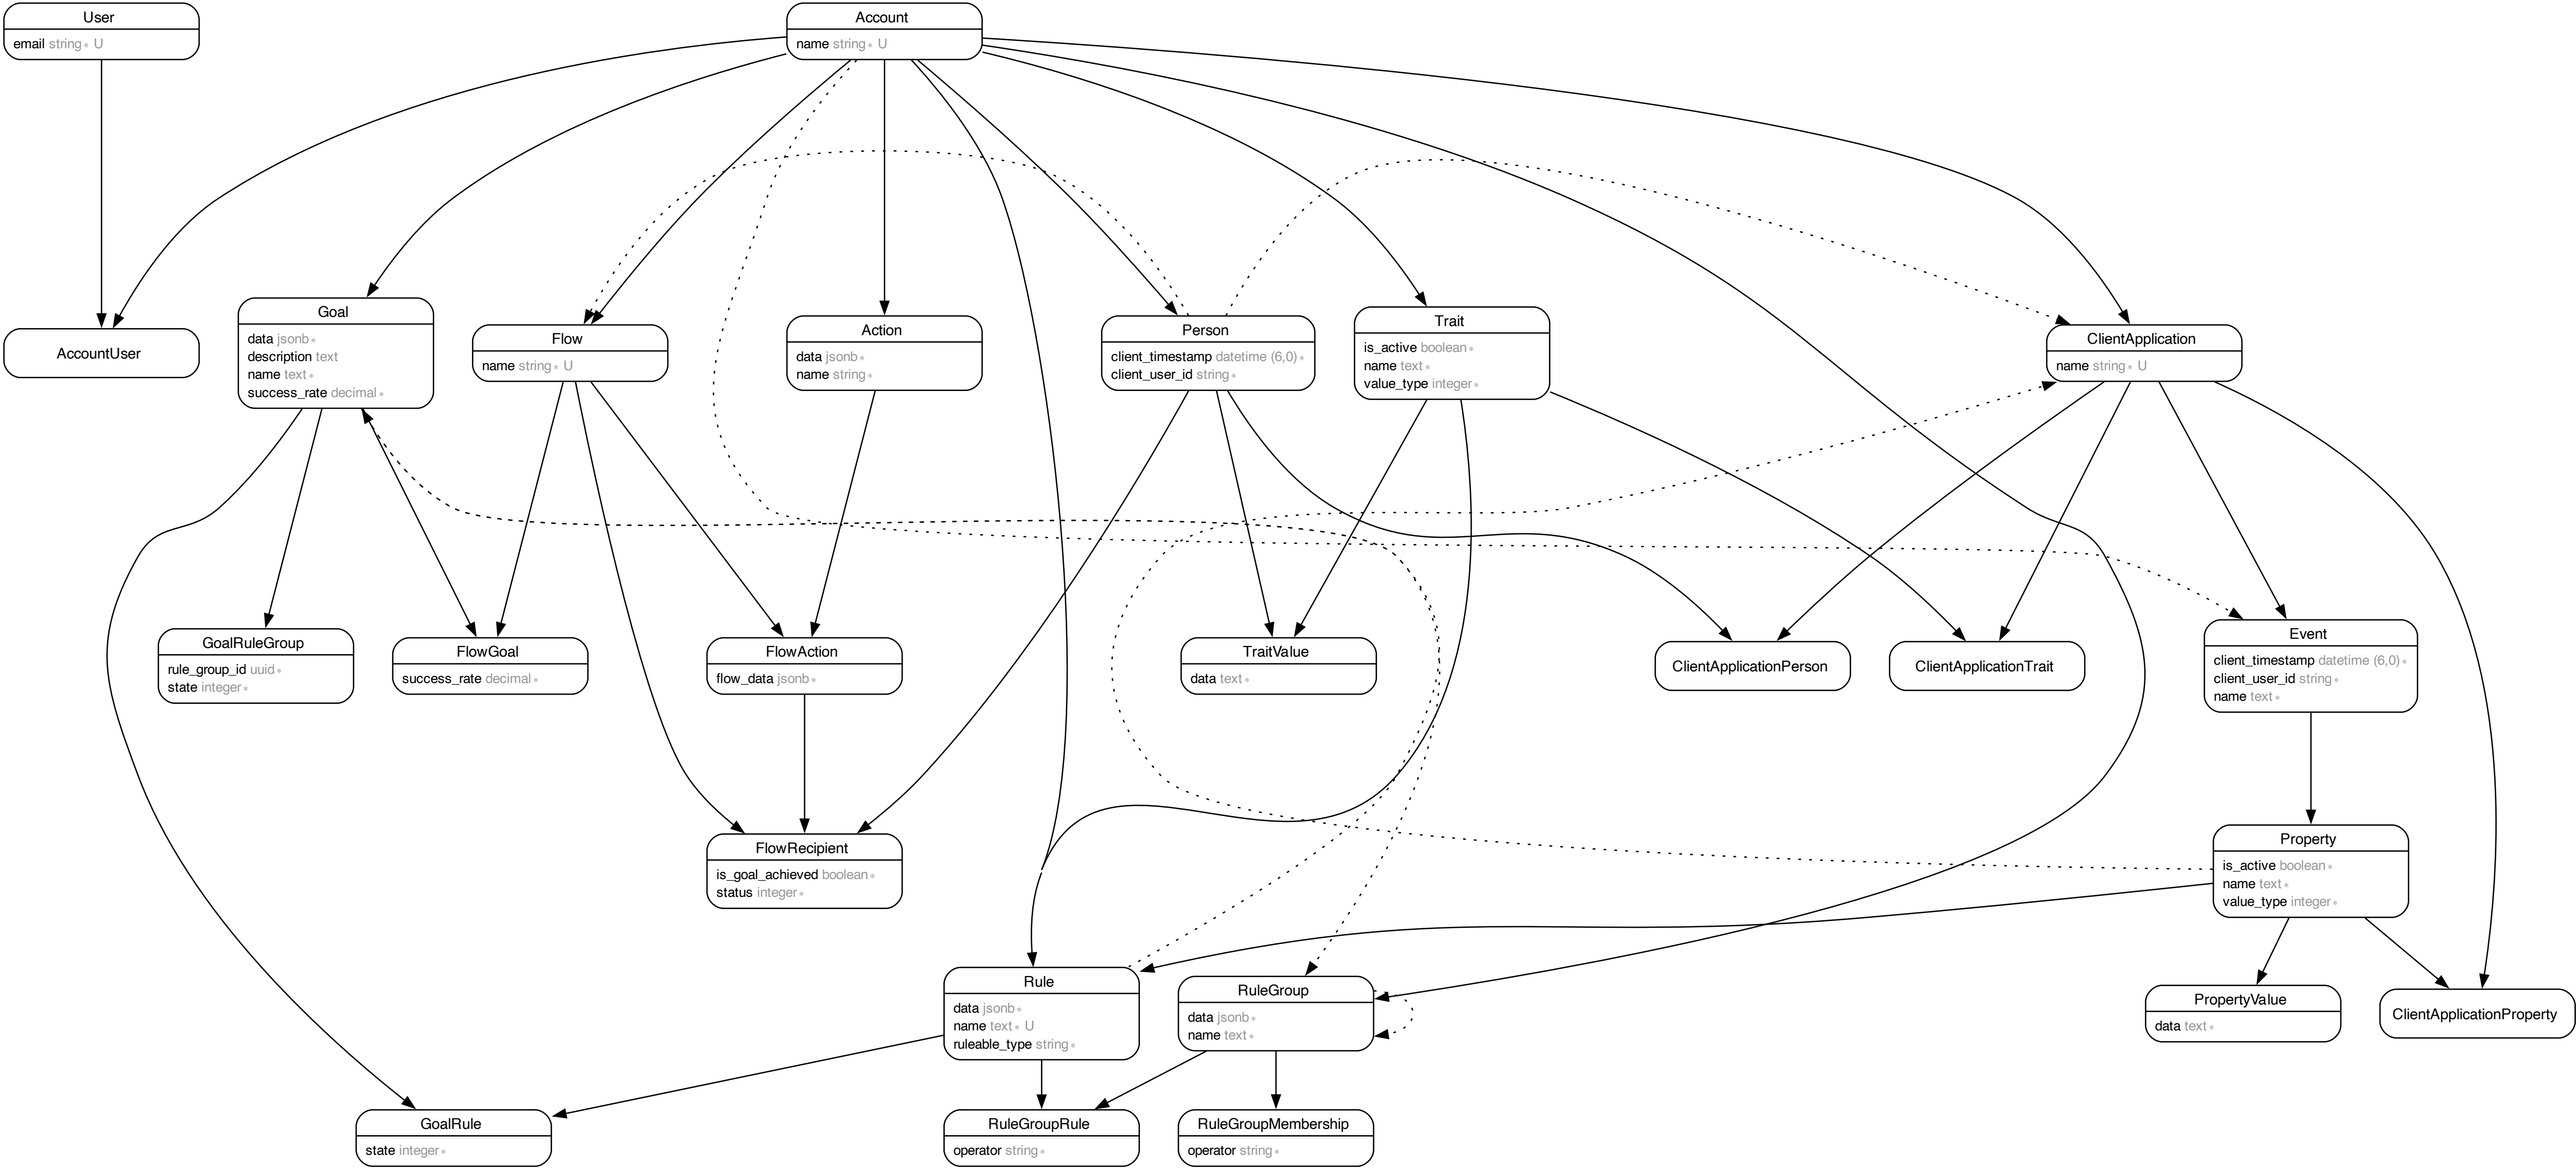 User
email string∗ U
Account
name string∗ U
AccountUser
Goal
data jsonb∗
description text
name text∗
success_rate decimal∗
Flow
name string∗ U
Action
data jsonb∗
name string∗
Person
client_timestamp datetime (6,0)∗
client_user_id string∗
Trait
is_active boolean∗
name text∗
value_type integer∗
ClientApplication
name string∗ U
GoalRuleGroup
rule_group_id uuid∗
state integer∗
FlowGoal
success_rate decimal∗
FlowAction
flow_data jsonb∗
TraitValue
data text∗
ClientApplicationPerson
ClientApplicationTrait
Event
client_timestamp datetime (6,0)∗
client_user_id string∗
name text∗
FlowRecipient
is_goal_achieved boolean∗
status integer∗
Property
is_active boolean∗
name text∗
value_type integer∗
Rule
data jsonb∗
name text∗ U
ruleable_type string∗
RuleGroup
data jsonb∗
name text∗
PropertyValue
data text∗
ClientApplicationProperty
GoalRule
state integer∗
RuleGroupRule
operator string∗
RuleGroupMembership
operator string∗